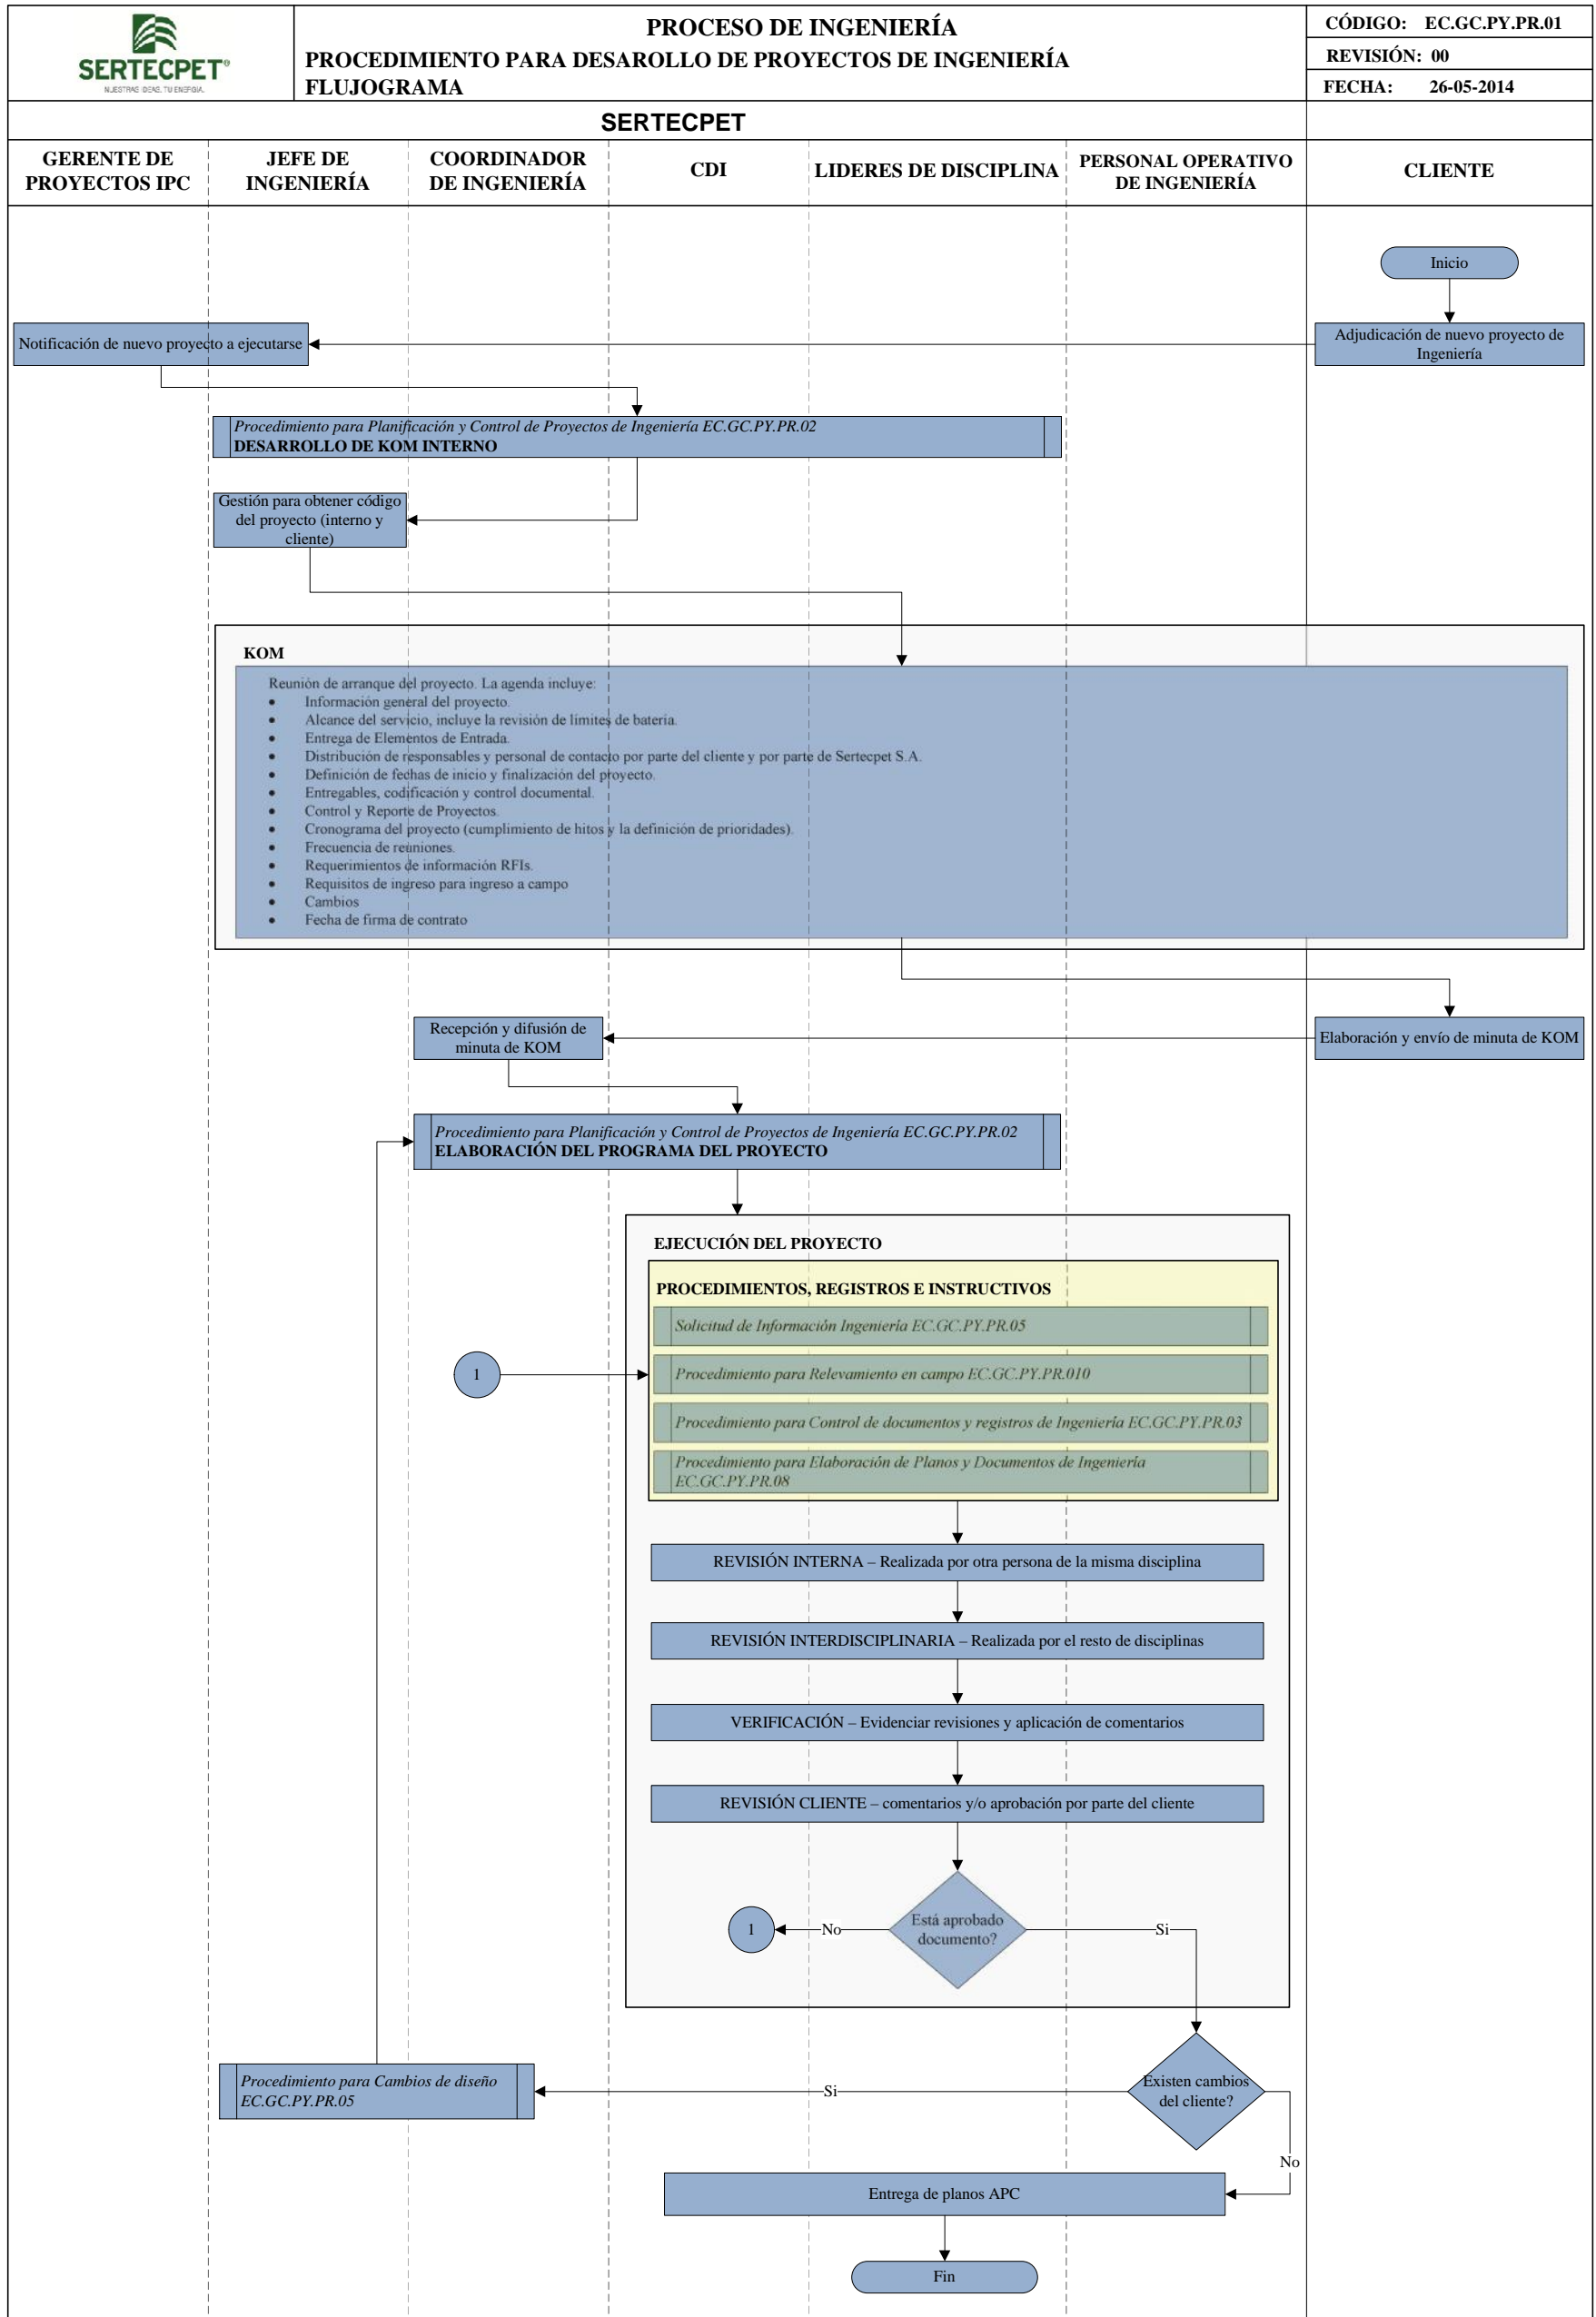 SERTECPET®
NUESTRAS IDEAS, TU ENERGIA.
PROCESO DE INGENIERÍA
PROCEDIMIENTO PARA DESAROLLO DE PROYECTOS DE INGENIERÍA
FLUJOGRAMA
CÓDIGO: EC.GC.PY.PR.01
REVISIÓN: 00
FECHA: 26-05-2014
SERTECPET
GERENTE DE
PROYECTOS IPC
JEFE DE
INGENIERÍA
COORDINADOR
DE INGENIERÍA
CDI
LIDERES DE DISCIPLINA
PERSONAL OPERATIVO
DE INGENIERÍA
CLIENTE
Inicio
Adjudicación de nuevo proyecto de
Ingeniería
Notificación de nuevo proyecto a ejecutarse
Procedimiento para Planificación y Control de Proyectos de Ingeniería EC.GC.PY.PR.02
DESARROLLO DE KOM INTERNO
Gestión para obtener código
del proyecto (interno y
cliente)
KOM
Reunión de arranque del proyecto. La agenda incluye:
• Información general del proyecto.
• Alcance del servicio, incluye la revisión de límites de batería.
• Entrega de Elementos de Entrada.
• Distribución de responsables y personal de contacto por parte del cliente y por parte de Sertecpet S.A.
• Definición de fechas de inicio y finalización del proyecto.
• Entregables, codificación y control documental.
• Control y Reporte de Proyectos.
• Cronograma del proyecto (cumplimiento de hitos y la definición de prioridades).
• Frecuencia de reuniones.
• Requerimientos de información RFIs.
• Requisitos de ingreso para ingreso a campo
• Cambios
• Fecha de firma de contrato
Recepción y difusión de
minuta de KOM
Elaboración y envío de minuta de KOM
Procedimiento para Planificación y Control de Proyectos de Ingeniería EC.GC.PY.PR.02
ELABORACIÓN DEL PROGRAMA DEL PROYECTO
EJECUCIÓN DEL PROYECTO
PROCEDIMIENTOS, REGISTROS E INSTRUCTIVOS
Solicitud de Información Ingeniería EC.GC.PY.PR.05
1
Procedimiento para Relevamiento en campo EC.GC.PY.PR.010
Procedimiento para Control de documentos y registros de Ingeniería EC.GC.PY.PR.03
Procedimiento para Elaboración de Planos y Documentos de Ingeniería
EC.GC.PY.PR.08
REVISIÓN INTERNA – Realizada por otra persona de la misma disciplina
REVISIÓN INTERDISCIPLINARIA – Realizada por el resto de disciplinas
VERIFICACIÓN – Evidenciar revisiones y aplicación de comentarios
REVISIÓN CLIENTE – comentarios y/o aprobación por parte del cliente
Está aprobado
documento?
1
No
Si
Existen cambios
del cliente?
Si
Procedimiento para Cambios de diseño
EC.GC.PY.PR.05
No
Entrega de planos APC
Fin